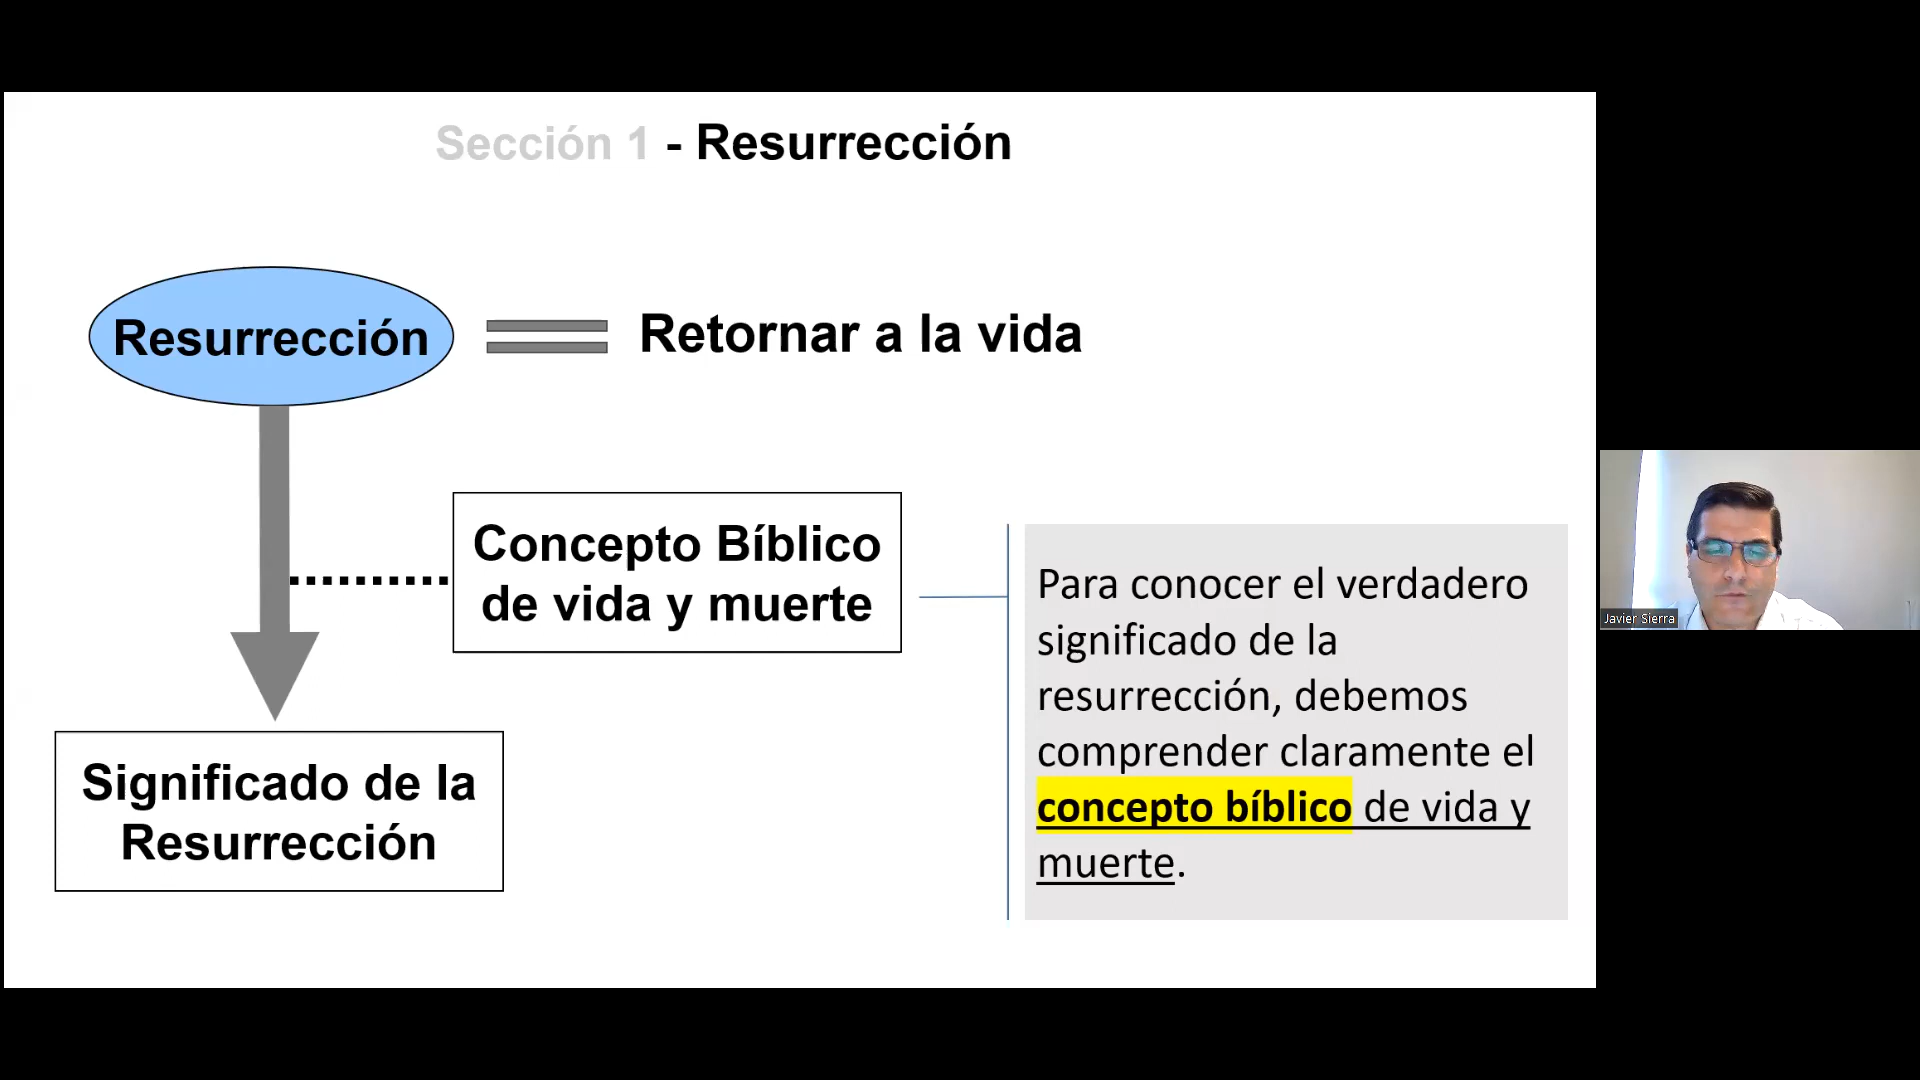 Sección 1 - Resurrección
Resurrección
Retornar a la vida
Concepto Bíblico
de vida y muerte
Para conocer el verdadero
significado de la
resurrección, debemos
comprender claramente el
concepto bíblico de vida y
muerte.
Significado de la
Resurrección
Javier Sierra